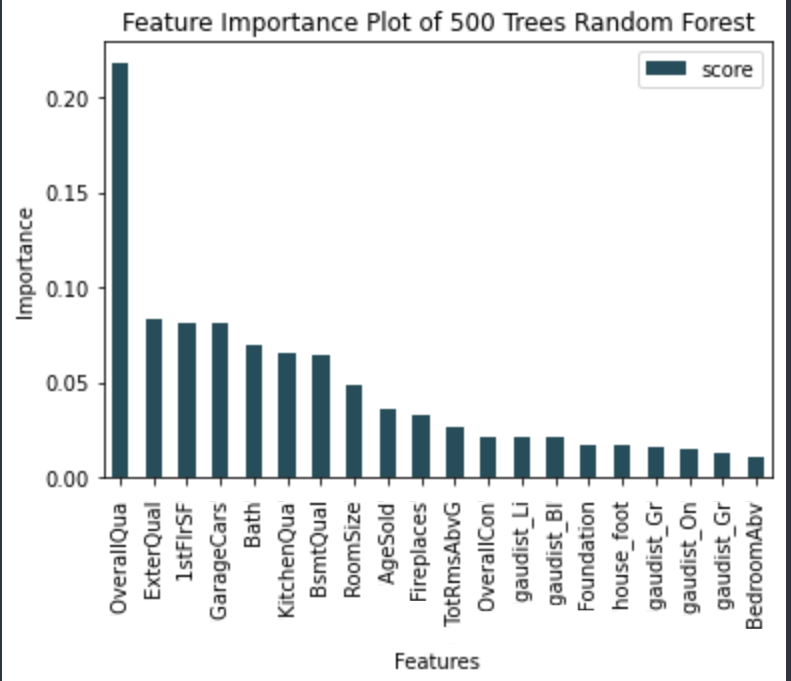 Feature Importance Plot of 500 Trees Random Forest
score
Importance
0.20
0.15
0.10
0.05
0.00
OverallQua
ExterQual
1stFlrSF
GarageCars
Bath
KitchenQua
BsmtQual
RoomSize
AgeSold
Fireplaces
TotRmsAbvG
OverallCon
gaudist_Li
gaudist_Bl
Foundation
house_foot
gaudist_Gr
gaudist_On
gaudist_Gr
BedroomAbv
Features